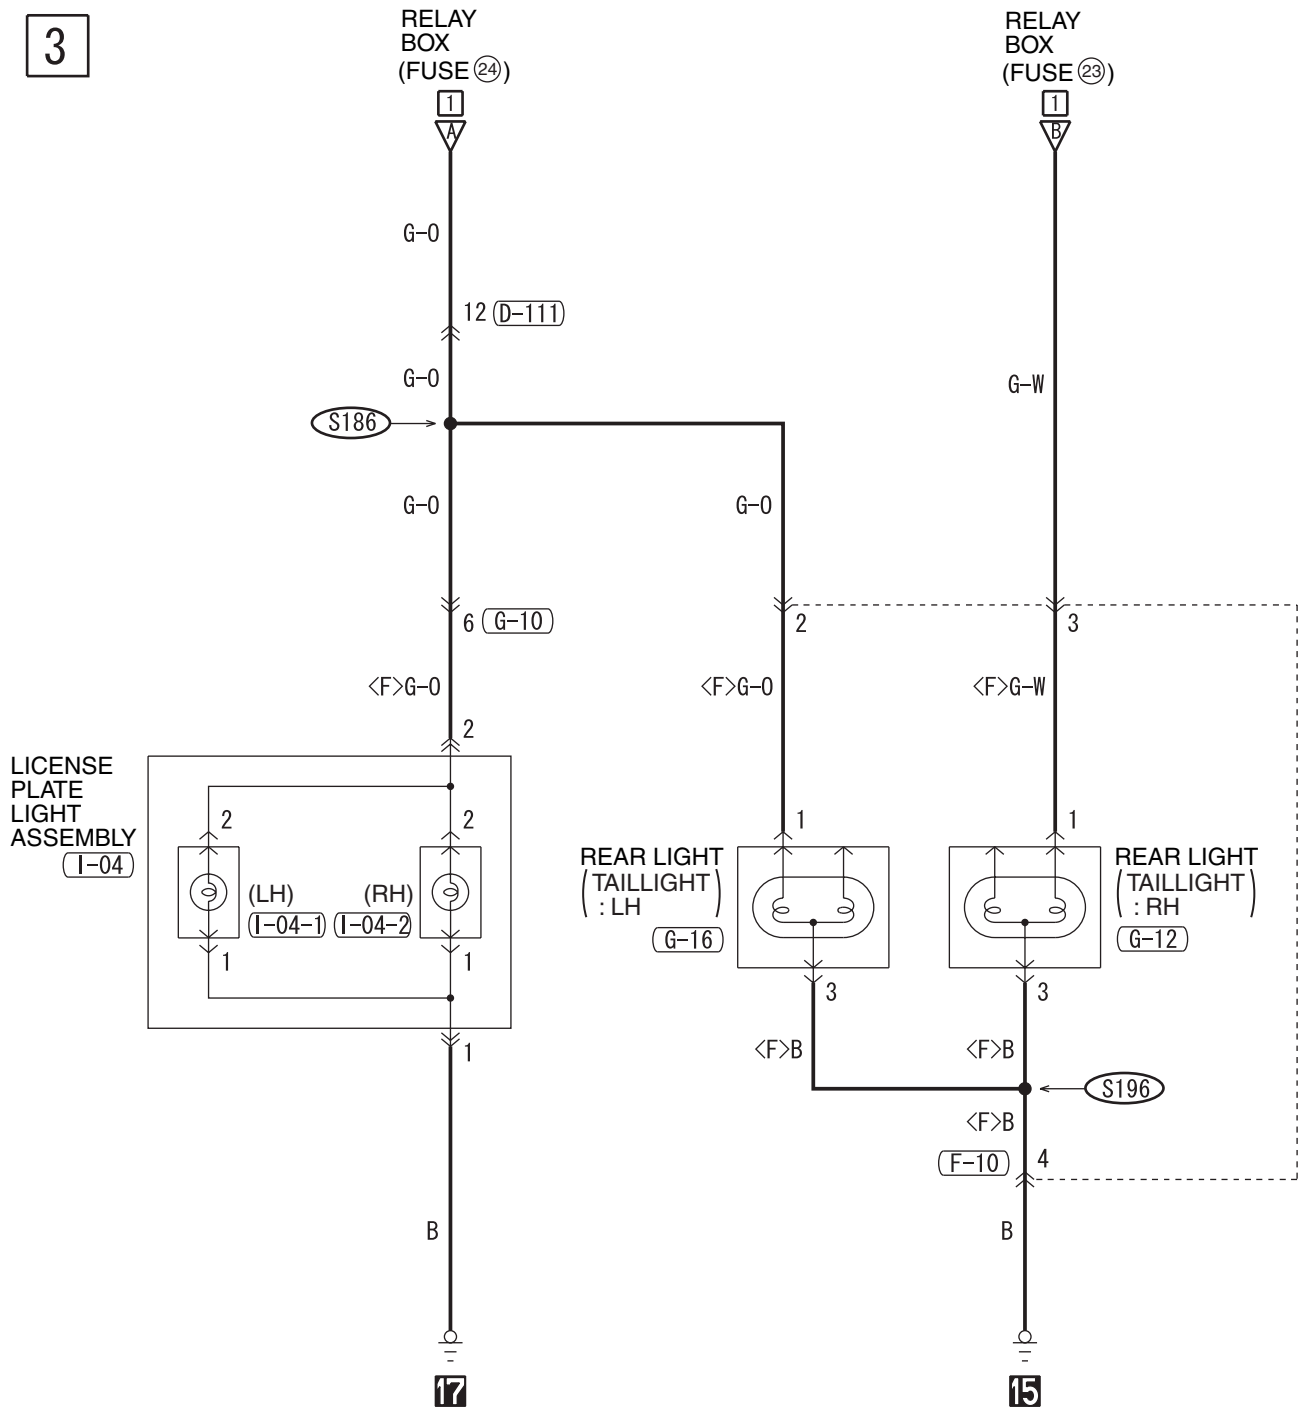 3
RELAY
BOX
(FUSE 24)
1
A
RELAY
BOX
(FUSE 23)
1
B
G-O
12 D-111
G-O
G-W
S186
G-O
G-O
6 G-10
2
3
<F>G-O
<F>G-O
<F>G-W
2
LICENSE
PLATE
LIGHT
ASSEMBLY
I-04
2
2
(LH)
(RH)
I-04-1
I-04-2
1
1
1
1
1
REAR LIGHT
(TAILLIGHT
: LH)
G-16
REAR LIGHT
(TAILLIGHT
: RH)
G-12
3
3
<F>B
<F>B
S196
<F>B
F-10
4
B
B
17
15